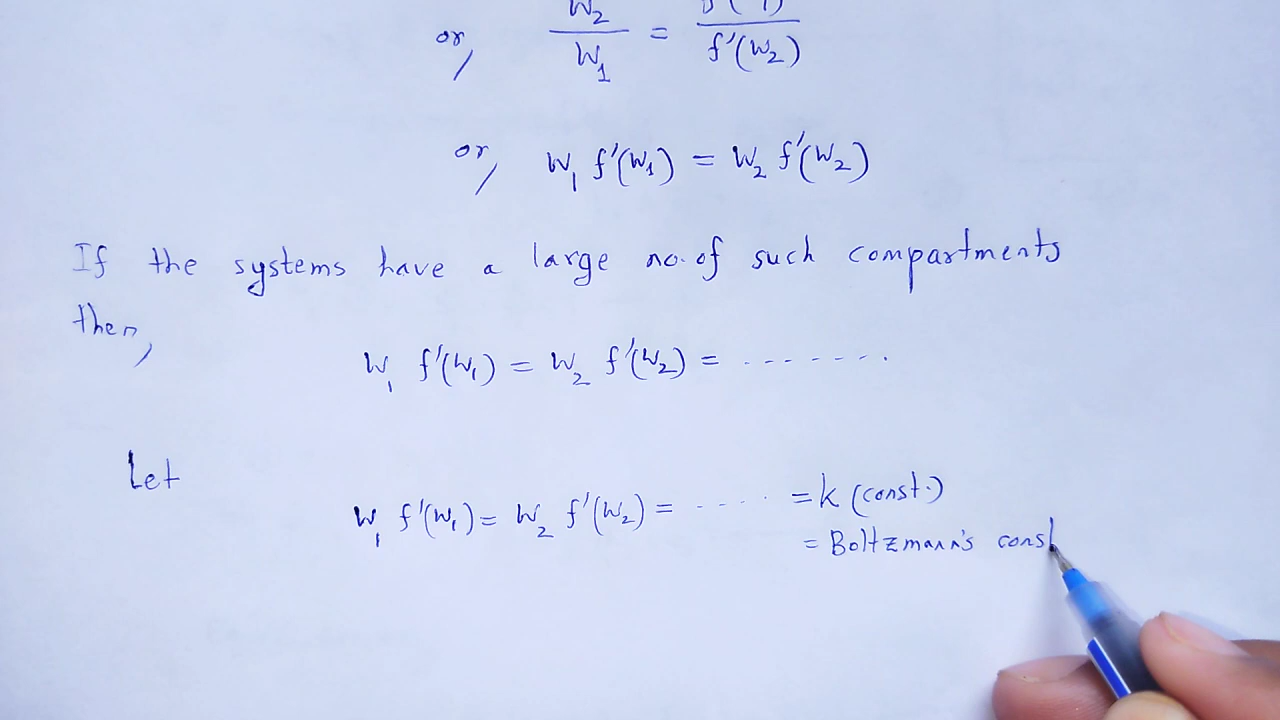 or, W₂/W₁ = /f'(W₂)
or, W₁ f'(W₁) = W₂ f'(W₂)
If the systems have a large no. of such compartments
then,
W₁ f'(W₁) = W₂ f'(W₂) = - - - - - - - .
Let
W₁ f'(W₁) = W₂ f'(W₂) = - - - - - = k (const.)
= Boltzmann's const